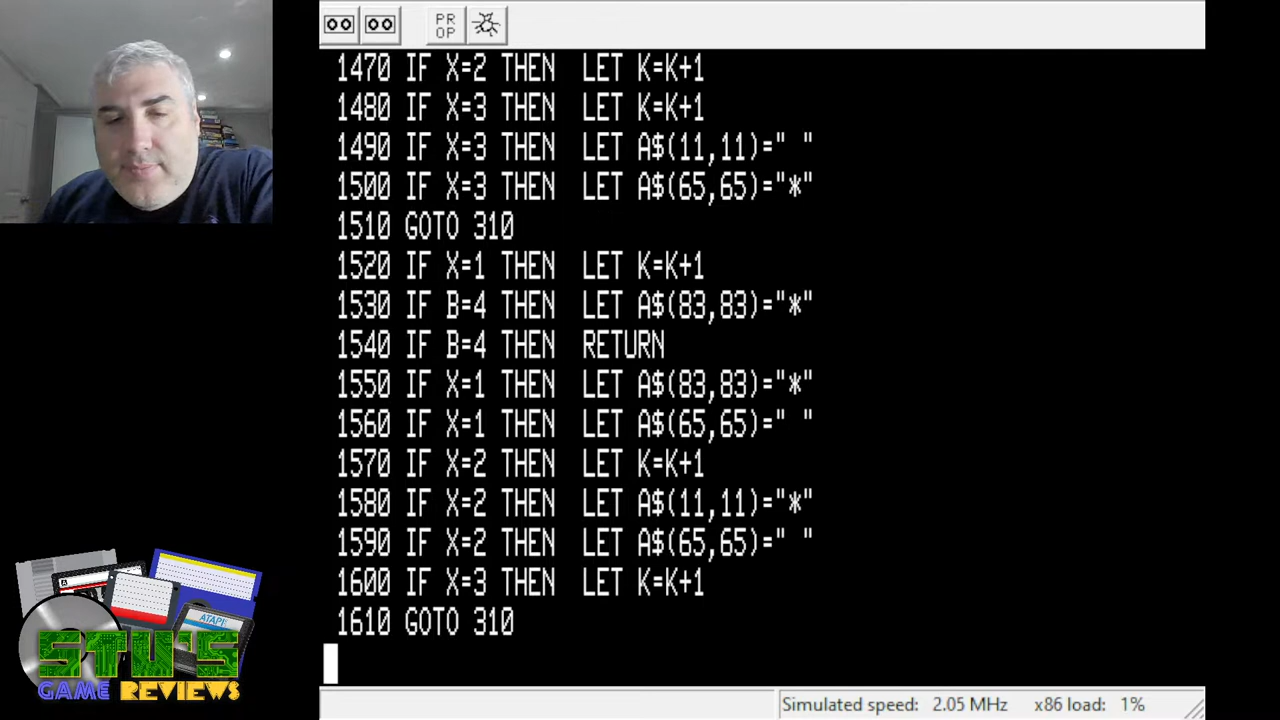 PR
OP
1470 IF X=2 THEN  LET K=K+1
1480 IF X=3 THEN  LET K=K+1
1490 IF X=3 THEN  LET A$(11,11)=" "
1500 IF X=3 THEN  LET A$(65,65)="*"
1510 GOTO 310
1520 IF X=1 THEN  LET K=K+1
1530 IF B=4 THEN  LET A$(83,83)="*"
1540 IF B=4 THEN  RETURN
1550 IF X=1 THEN  LET A$(83,83)="*"
1560 IF X=1 THEN  LET A$(65,65)=" "
1570 IF X=2 THEN  LET K=K+1
1580 IF X=2 THEN  LET A$(11,11)="*"
1590 IF X=2 THEN  LET A$(65,65)=" "
1600 IF X=3 THEN  LET K=K+1
1610 GOTO 310
STU'S
GAME REVIEWS
Simulated speed: 2.05 MHz x86 load: 1%